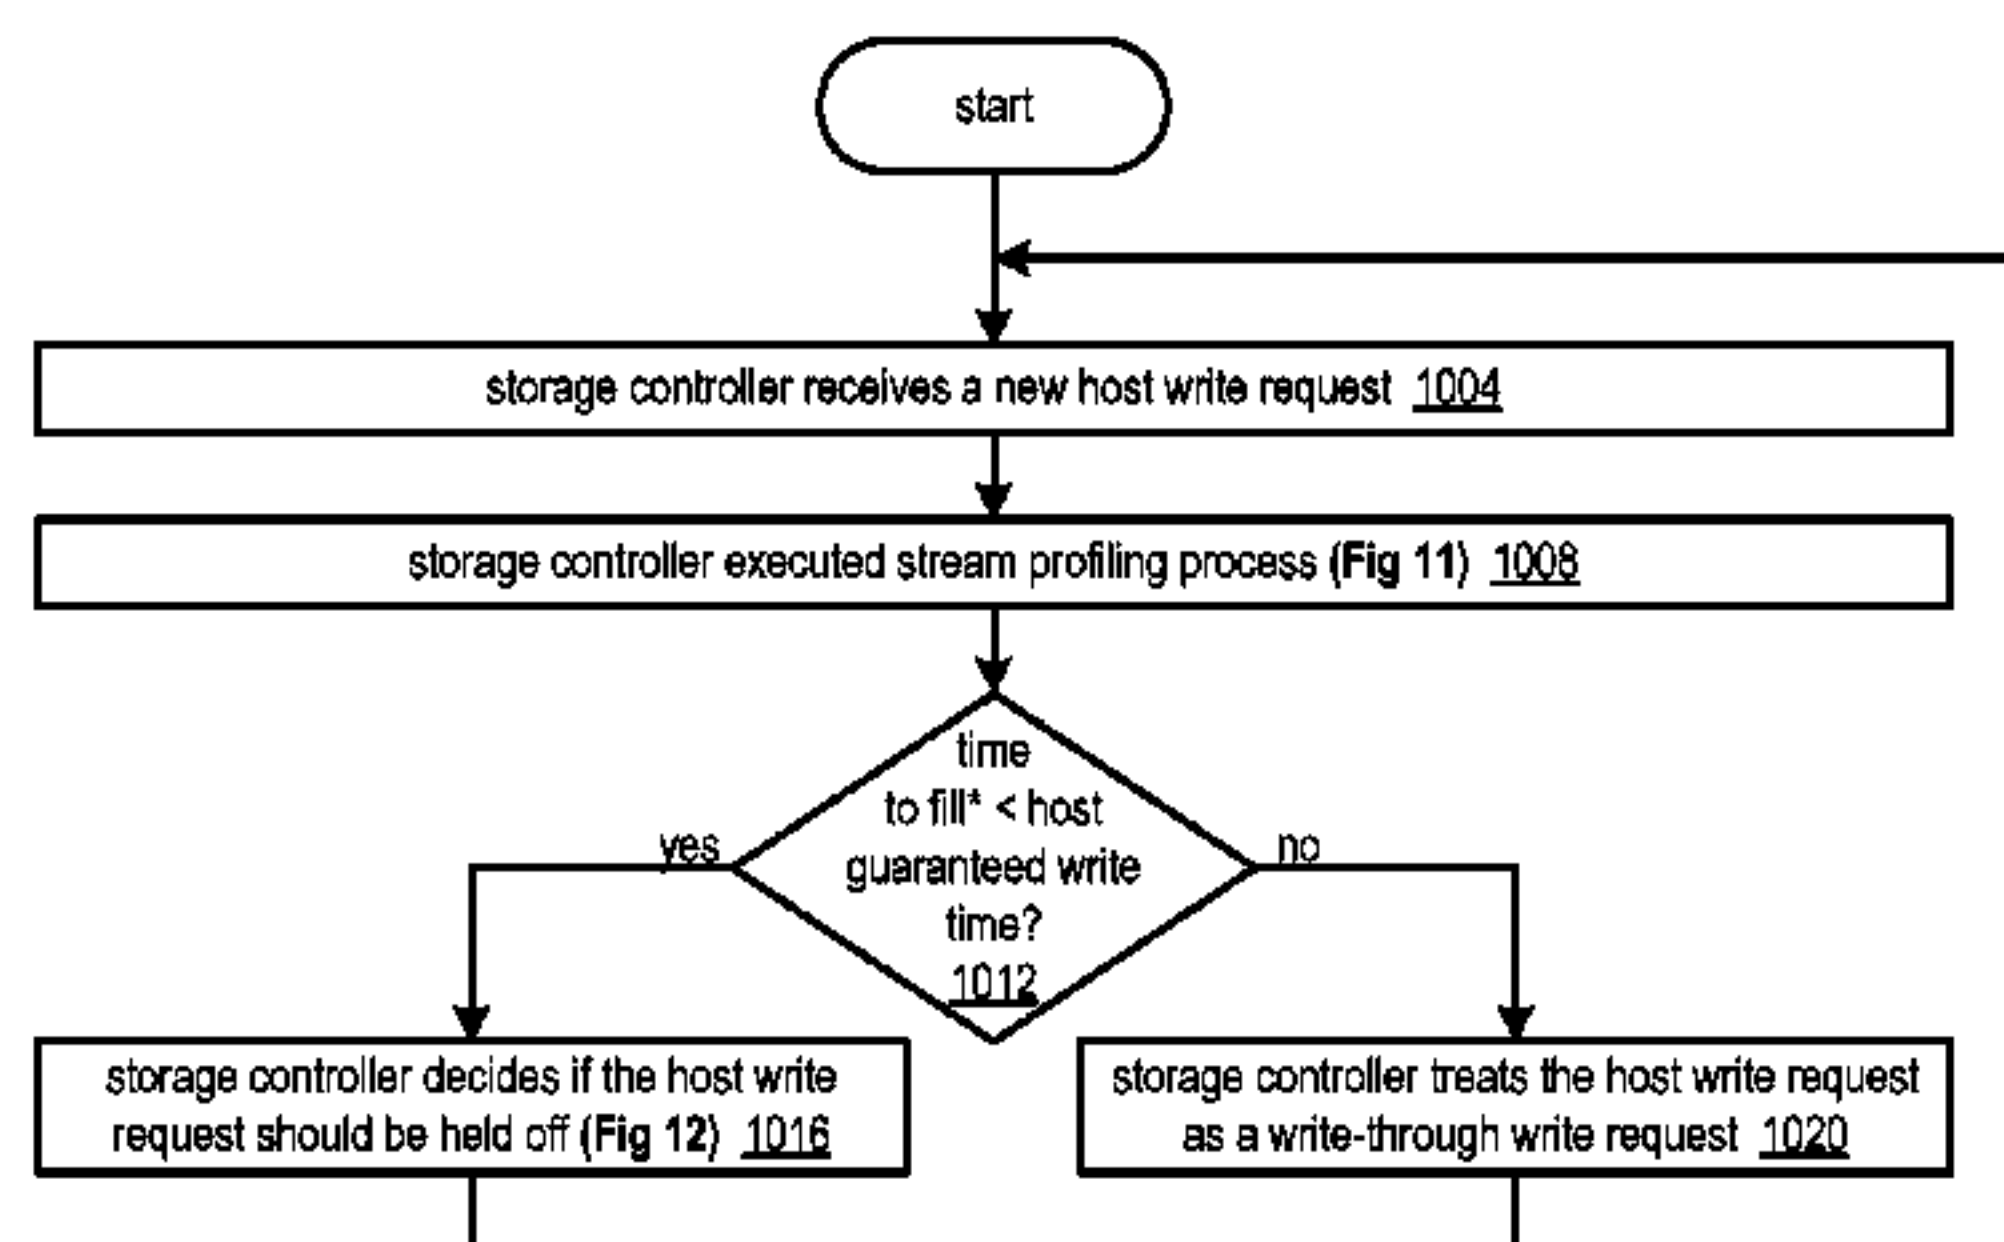 start
storage controller receives a new host write request 1004
storage controller executed stream profiling process (Fig 11) 1008
time
to fill* < host
guaranteed write
time?
1012
yes
no
storage controller decides if the host write
request should be held off (Fig 12) 1016
storage controller treats the host write request
as a write-through write request 1020